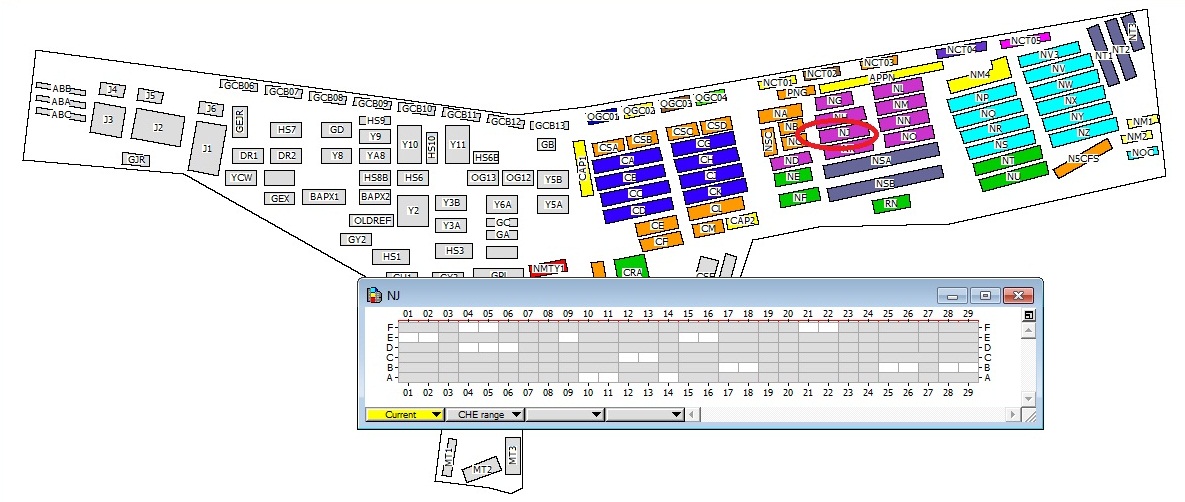 ABB
ABA
ABC
J4
J5
J3
J2
J6
J1
GJR
GCB06
GCB07
GCB08
GCB09
GCB10
GCB11
GCB12
GCB13
GEJR
HS7
GD
HS9
Y9
Y10
HS10
Y11
HS6B
GB
DR1
DR2
Y8
YA8
YCW
HS8B
HS6
OG13
OG12
Y5B
GEX
BAPX1
BAPX2
Y2
Y3B
Y6A
Y5A
OLDREF
Y3A
GC
GA
GY2
HS1
HS3
NMTY1
CRA
OGC01
OGC02
OGC03
OGC04
CAP1
CSA
CSB
CSC
CSD
CA
CB
CC
CD
CE
CF
CG
CH
CI
CK
CL
CM
CAP2
NCT01
NCT02
NCT03
NCT04
NCT05
PNG
APPN
NA
NB
NSC
ND
NE
NF
NG
NJ
NL
NM
NN
NO
NSA
NSB
RN
NM4
NP
NQ
NR
NS
NT
NU
NV3
NV
NW
NX
NY
NZ
NSCFS
NT1
NT2
NT3
NM1
NM2
NOC
NJ
01 02 03 04 05 06 07 08 09 10 11 12 13 14 15 16 17 18 19 20 21 22 23 24 25 26 27 28 29
F F
E E
D D
C C
B B
A A
01 02 03 04 05 06 07 08 09 10 11 12 13 14 15 16 17 18 19 20 21 22 23 24 25 26 27 28 29
Current CHE range
MT1
MT2
MT3